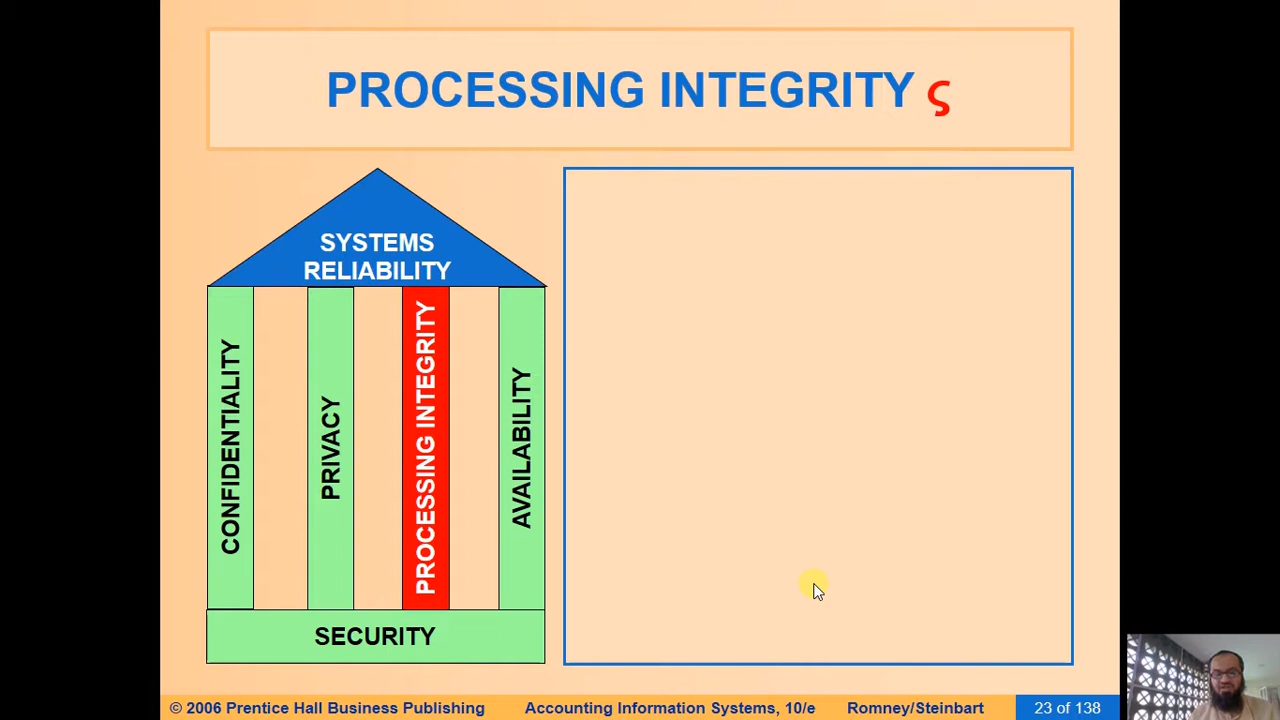 PROCESSING INTEGRITY ς
SYSTEMS
RELIABILITY
CONFIDENTIALITY
PRIVACY
PROCESSING INTEGRITY
AVAILABILITY
SECURITY
© 2006 Prentice Hall Business Publishing Accounting Information Systems, 10/e Romney/Steinbart 23 of 138